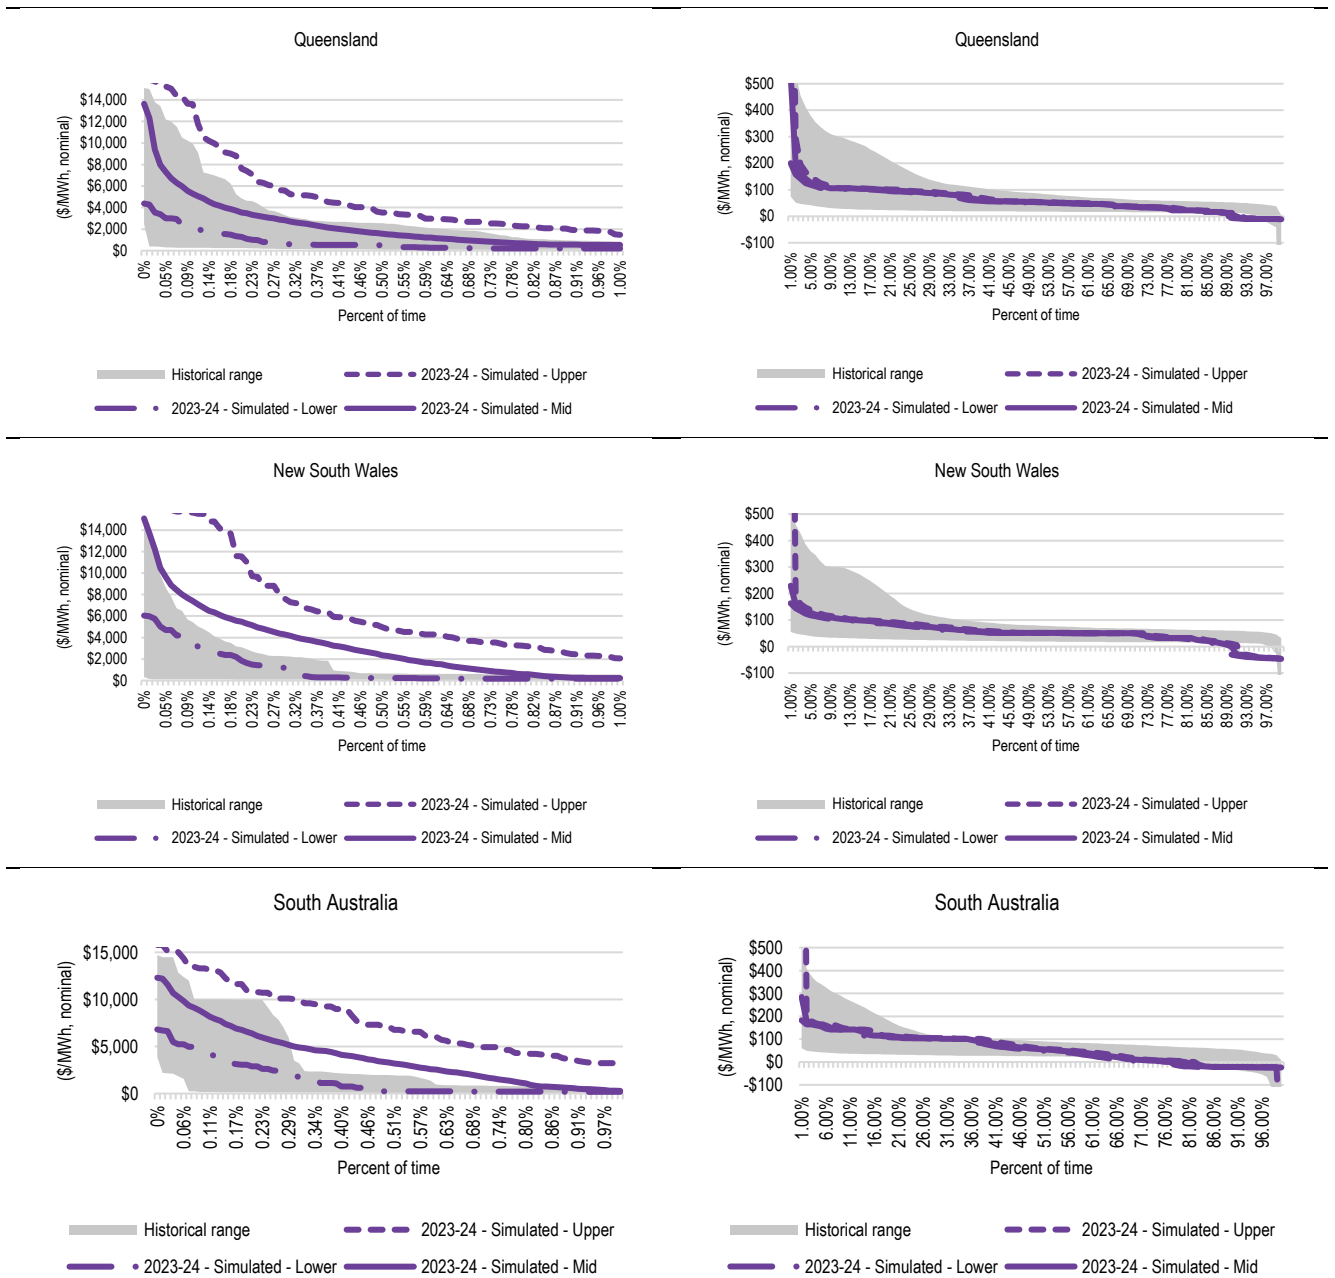 Queensland
($/MWh, nominal)
$14,000
$12,000
$10,000
$8,000
$6,000
$4,000
$2,000
$0
0% 0.05% 0.09% 0.14% 0.18% 0.23% 0.27% 0.32% 0.37% 0.41% 0.46% 0.50% 0.55% 0.59% 0.64% 0.68% 0.73% 0.78% 0.82% 0.87% 0.91% 0.96% 1.00%
Percent of time
Historical range 2023-24 - Simulated - Upper
2023-24 - Simulated - Lower 2023-24 - Simulated - Mid
Queensland
($/MWh, nominal)
$500
$400
$300
$200
$100
$0
-$100
1.00% 5.00% 9.00% 13.00% 17.00% 21.00% 25.00% 29.00% 33.00% 37.00% 41.00% 45.00% 49.00% 53.00% 57.00% 61.00% 65.00% 69.00% 73.00% 77.00% 81.00% 85.00% 89.00% 93.00% 97.00%
Percent of time
Historical range 2023-24 - Simulated - Upper
2023-24 - Simulated - Lower 2023-24 - Simulated - Mid
New South Wales
($/MWh, nominal)
$14,000
$12,000
$10,000
$8,000
$6,000
$4,000
$2,000
$0
0% 0.05% 0.09% 0.14% 0.18% 0.23% 0.27% 0.32% 0.37% 0.41% 0.46% 0.50% 0.55% 0.59% 0.64% 0.68% 0.73% 0.78% 0.82% 0.87% 0.91% 0.96% 1.00%
Percent of time
Historical range 2023-24 - Simulated - Upper
2023-24 - Simulated - Lower 2023-24 - Simulated - Mid
New South Wales
($/MWh, nominal)
$500
$400
$300
$200
$100
$0
-$100
1.00% 5.00% 9.00% 13.00% 17.00% 21.00% 25.00% 29.00% 33.00% 37.00% 41.00% 45.00% 49.00% 53.00% 57.00% 61.00% 65.00% 69.00% 73.00% 77.00% 81.00% 85.00% 89.00% 93.00% 97.00%
Percent of time
Historical range 2023-24 - Simulated - Upper
2023-24 - Simulated - Lower 2023-24 - Simulated - Mid
South Australia
($/MWh, nominal)
$15,000
$10,000
$5,000
$0
0% 0.06% 0.11% 0.17% 0.23% 0.29% 0.34% 0.40% 0.46% 0.51% 0.57% 0.63% 0.68% 0.74% 0.80% 0.86% 0.91% 0.97%
Percent of time
Historical range 2023-24 - Simulated - Upper
2023-24 - Simulated - Lower 2023-24 - Simulated - Mid
South Australia
($/MWh, nominal)
$500
$400
$300
$200
$100
$0
-$100
1.00% 6.00% 11.00% 16.00% 21.00% 26.00% 31.00% 36.00% 41.00% 46.00% 51.00% 56.00% 61.00% 66.00% 71.00% 76.00% 81.00% 86.00% 91.00% 96.00%
Percent of time
Historical range 2023-24 - Simulated - Upper
2023-24 - Simulated - Lower 2023-24 - Simulated - Mid